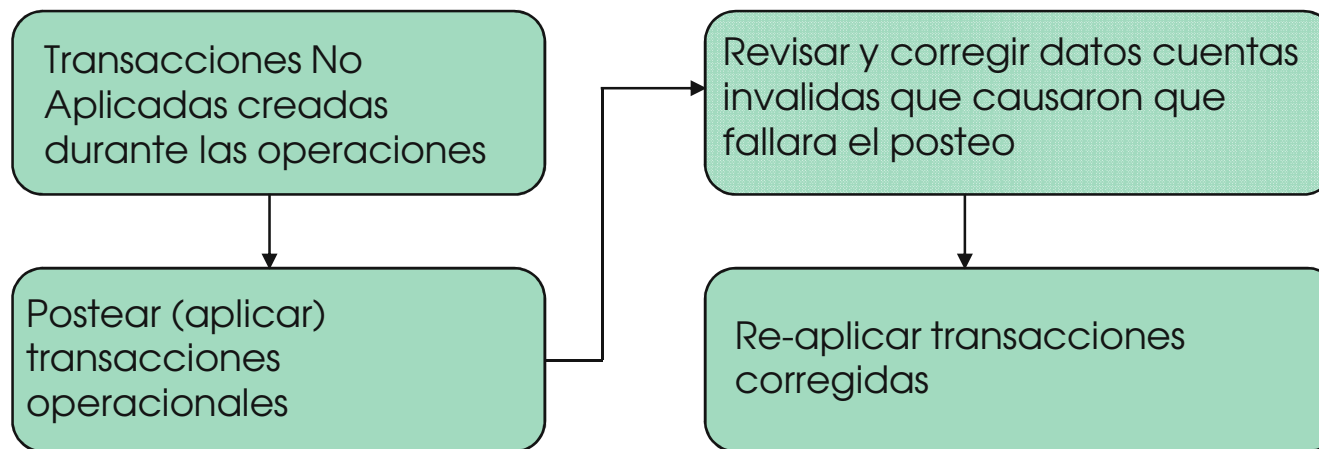 Transacciones No
Aplicadas creadas
durante las operaciones
Postear (aplicar)
transacciones
operacionales
Revisar y corregir datos cuentas
invalidas que causaron que
fallara el posteo
Re-aplicar transacciones
corregidas